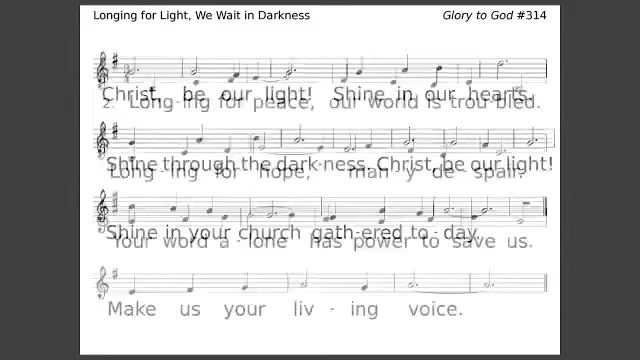 Longing for Light, We Wait in Darkness
Glory to God #314
Christ, be our light! Shine in our hearts.
2. Long-ing for peace, our world is trou-bled.
Shine through the dark-ness. Christ, be our light!
Long-ing for hope, man-y de-spair.
Shine in your church gath-ered to-day.
Your word a-lone has power to save us.
Make us your liv-ing voice.